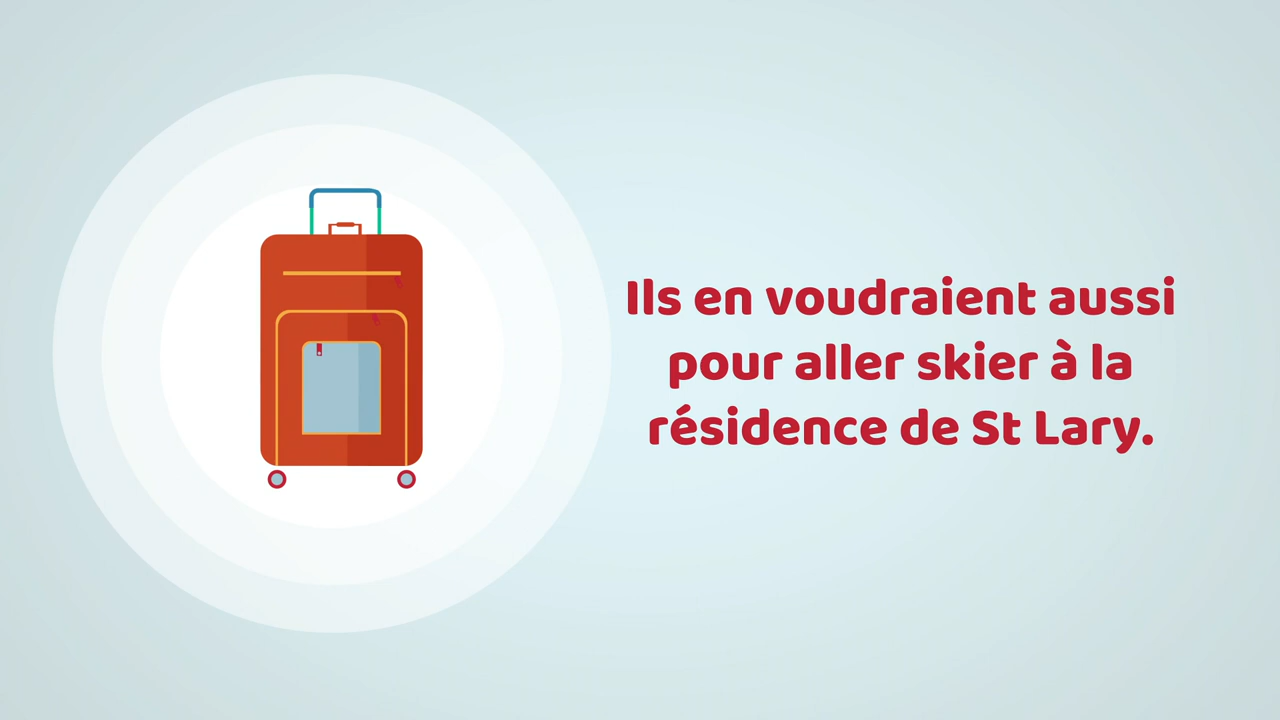 Ils en voudraient aussi
pour aller skier à la
résidence de St Lary.